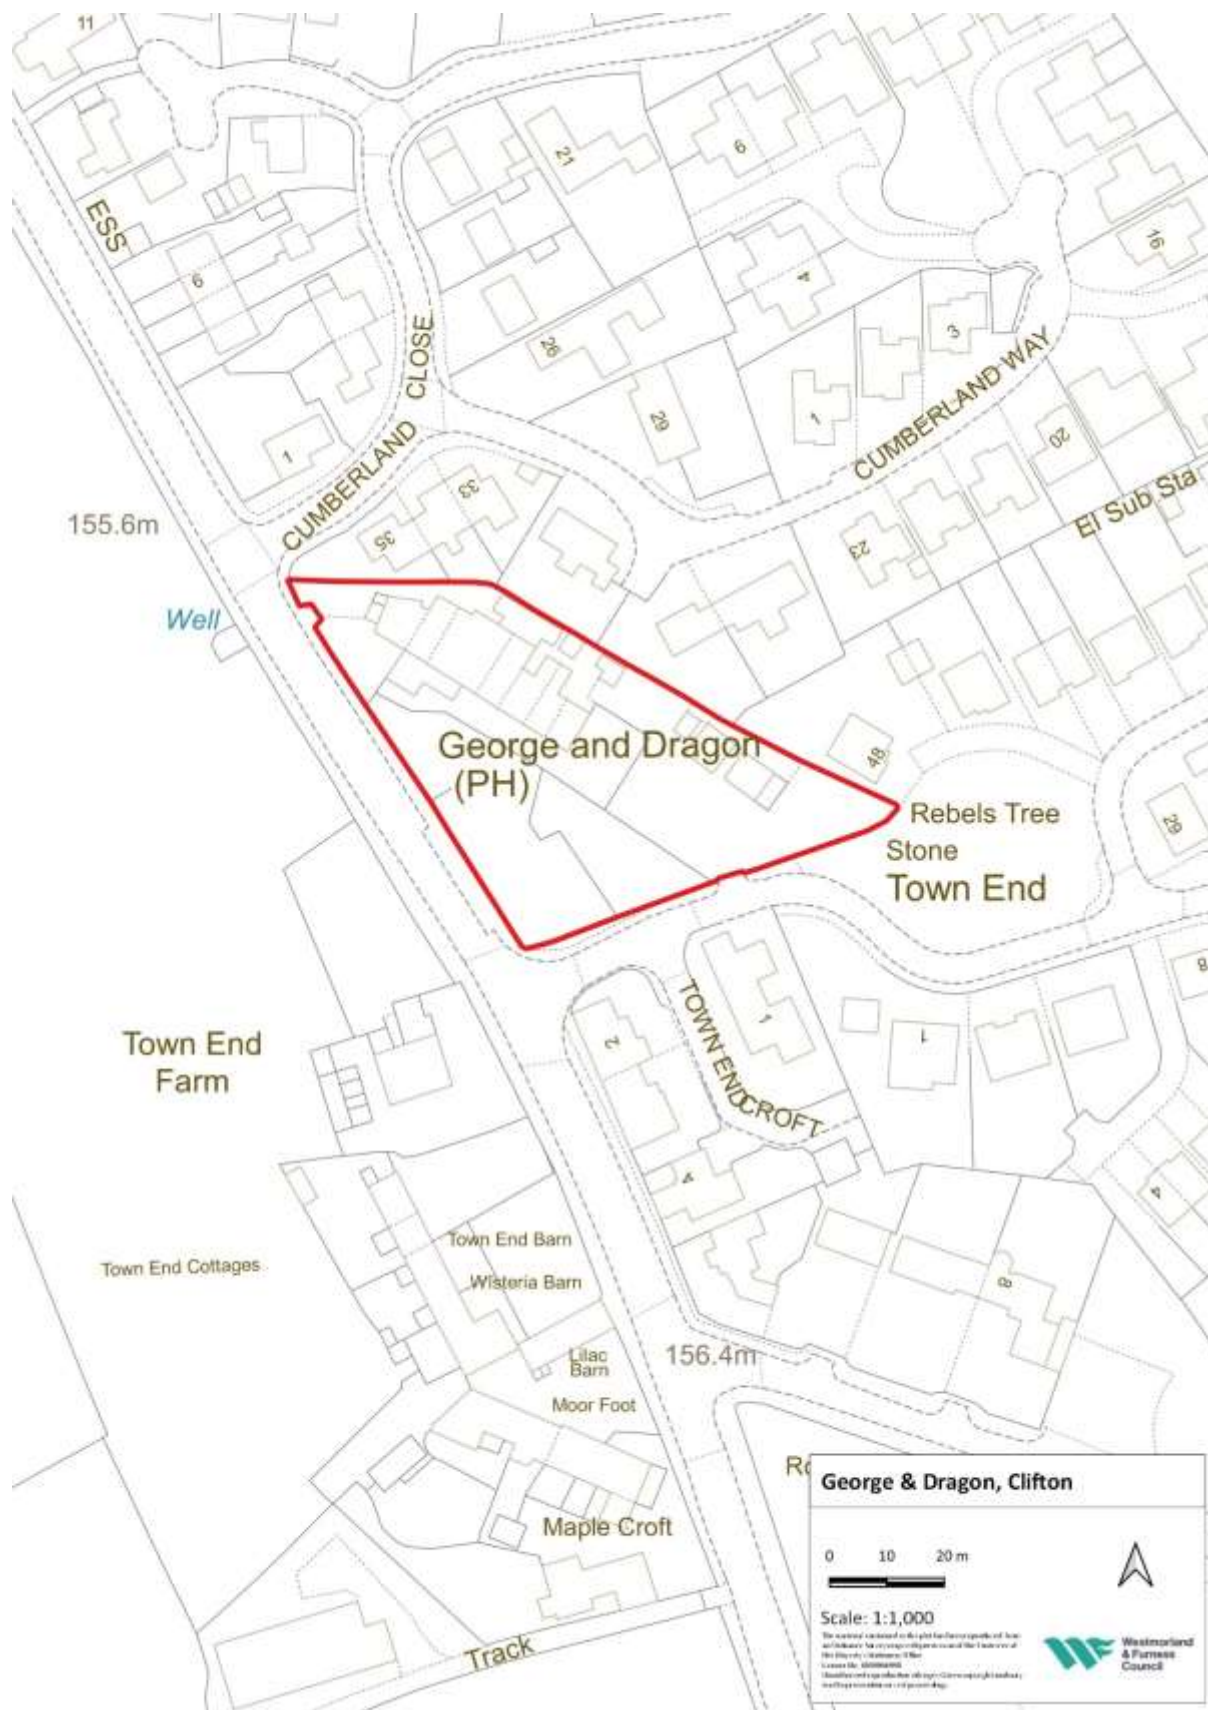 11
ESS
21
9
6
4
16
CLOSE
26
3
29
1
CUMBERLAND WAY
20
CUMBERLAND
1
33
35
155.6m
El Sub Sta
23
Well
George and Dragon
(PH)
48
Rebels Tree
Stone
Town End
29
Town End
Farm
TOWN END
CROFT
2
1
1
8
4
4
Town End Barn
Town End Cottages
Wisteria Barn
8
Lilac
Barn
156.4m
Moor Foot
Maple Croft
Track
George & Dragon, Clifton
0 10 20 m
Scale: 1:1,000
Westmorland
& Furness
Council